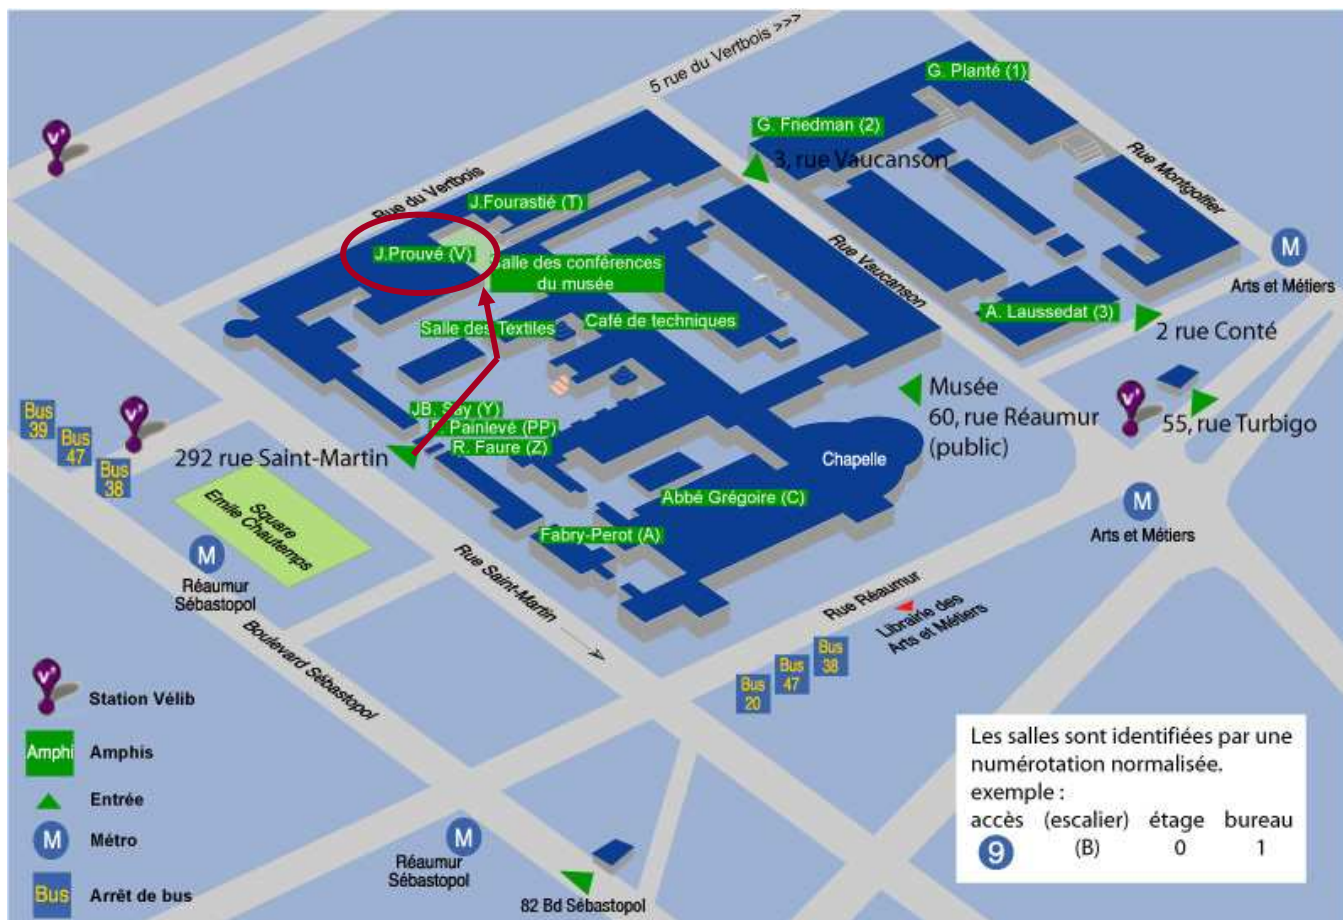 5 rue du Vertbois >>>
G. Planté (1)
G. Friedman (2)
3, rue Vaucanson
Rue Montgolfier
Rue du Vertbois
J.Fourastié (T)
J.Prouvé (V)
Salle des conférences
du musée
Rue Vaucanson
M
Arts et Métiers
A. Laussedat (3)
2 rue Conté
Salle des Textiles
Café de techniques
Musée
60, rue Réaumur
(public)
55, rue Turbigo
Bus
39
Bus
47
Bus
38
JB. Say (Y)
P. Painlevé (PP)
R. Faure (Z)
292 rue Saint-Martin
Chapelle
Abbé Grégoire (C)
Fabry-Perot (A)
Square
Emile Chautemps
M
Réaumur
Sébastopol
M
Arts et Métiers
Rue Saint-Martin
Rue Réaumur
Librairie des
Arts et Métiers
Boulevard Sébastopol
Bus
20
Bus
47
Bus
38
Station Vélib
Amphi
Amphis
Entrée
M
Métro
Bus
Arrêt de bus
M
Réaumur
Sébastopol
82 Bd Sébastopol
Les salles sont identifiées par une
numérotation normalisée.
exemple :
accès (escalier) étage bureau
9 (B) 0 1